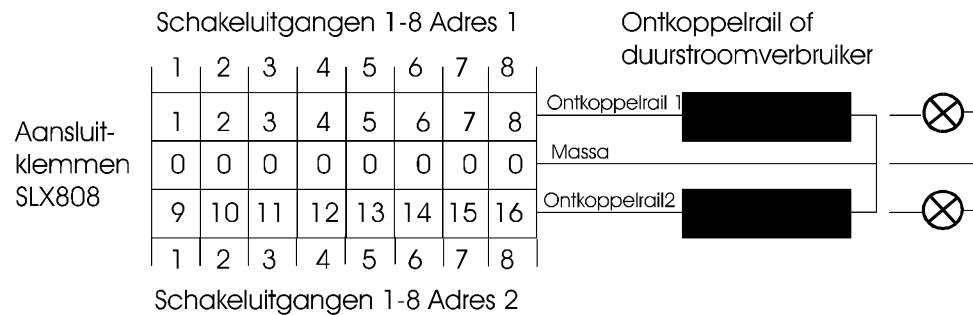 Schakeluitgangen 1-8 Adres 1
Ontkoppelrail of
duurstroomverbruiker
1 2 3 4 5 6 7 8
Ontkoppelrail 1
1 2 3 4 5 6 7 8
Aansluit-
klemmen
SLX808
0 0 0 0 0 0 0 0
Massa
9 10 11 12 13 14 15 16
Ontkoppelrail2
1 2 3 4 5 6 7 8
Schakeluitgangen 1-8 Adres 2